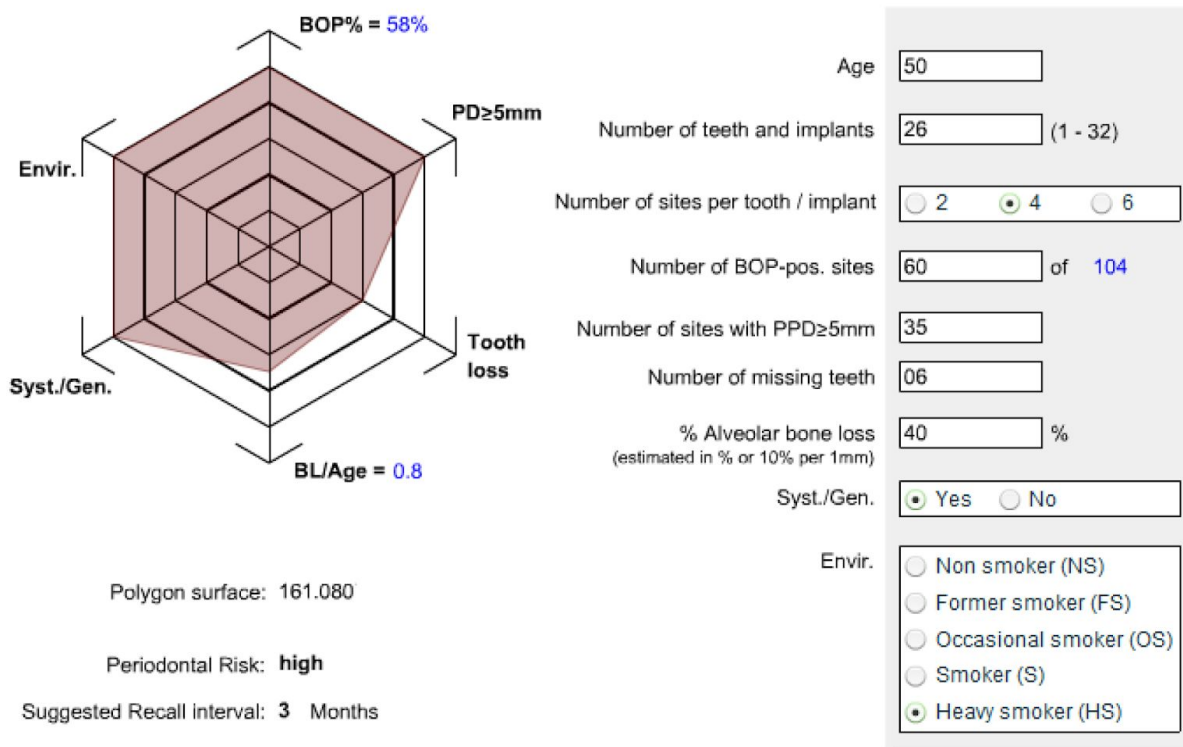 BOP% = 58%
PD≥5mm
Envir.
Tooth
loss
Syst./Gen.
BL/Age = 0.8
Polygon surface: 161.080
Periodontal Risk: high
Suggested Recall interval: 3 Months
Age 50
Number of teeth and implants 26 (1 - 32)
Number of sites per tooth / implant 2 4 6
Number of BOP-pos. sites 60 of 104
Number of sites with PPD≥5mm 35
Number of missing teeth 06
% Alveolar bone loss 40 %
(estimated in % or 10% per 1mm)
Syst./Gen. Yes No
Envir. Non smoker (NS)
Former smoker (FS)
Occasional smoker (OS)
Smoker (S)
Heavy smoker (HS)